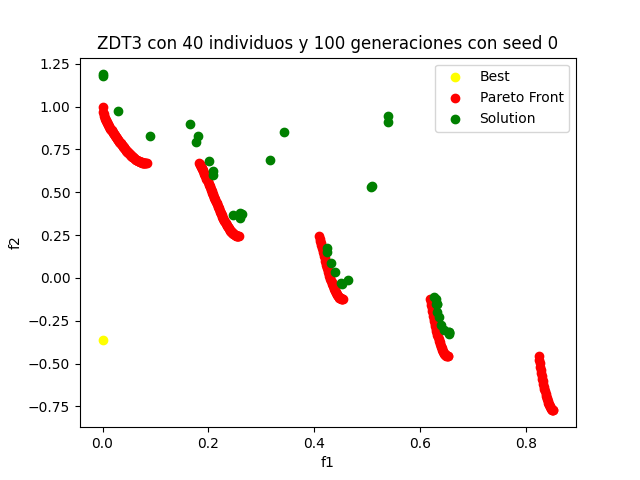 ZDT3 con 40 individuos y 100 generaciones con seed 0
Best
Pareto Front
Solution
1.25
1.00
0.75
0.50
0.25
0.00
−0.25
−0.50
−0.75
f2
0.0 0.2 0.4 0.6 0.8
f1